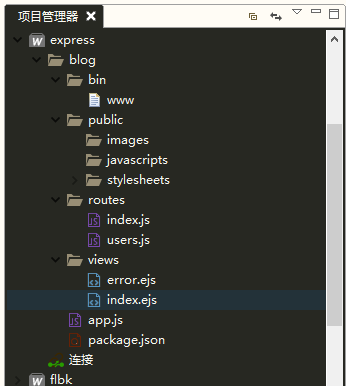 项目管理器
express
blog
bin
www
public
images
javascripts
stylesheets
routes
index.js
users.js
views
error.ejs
index.ejs
app.js
package.json
连接
flbk